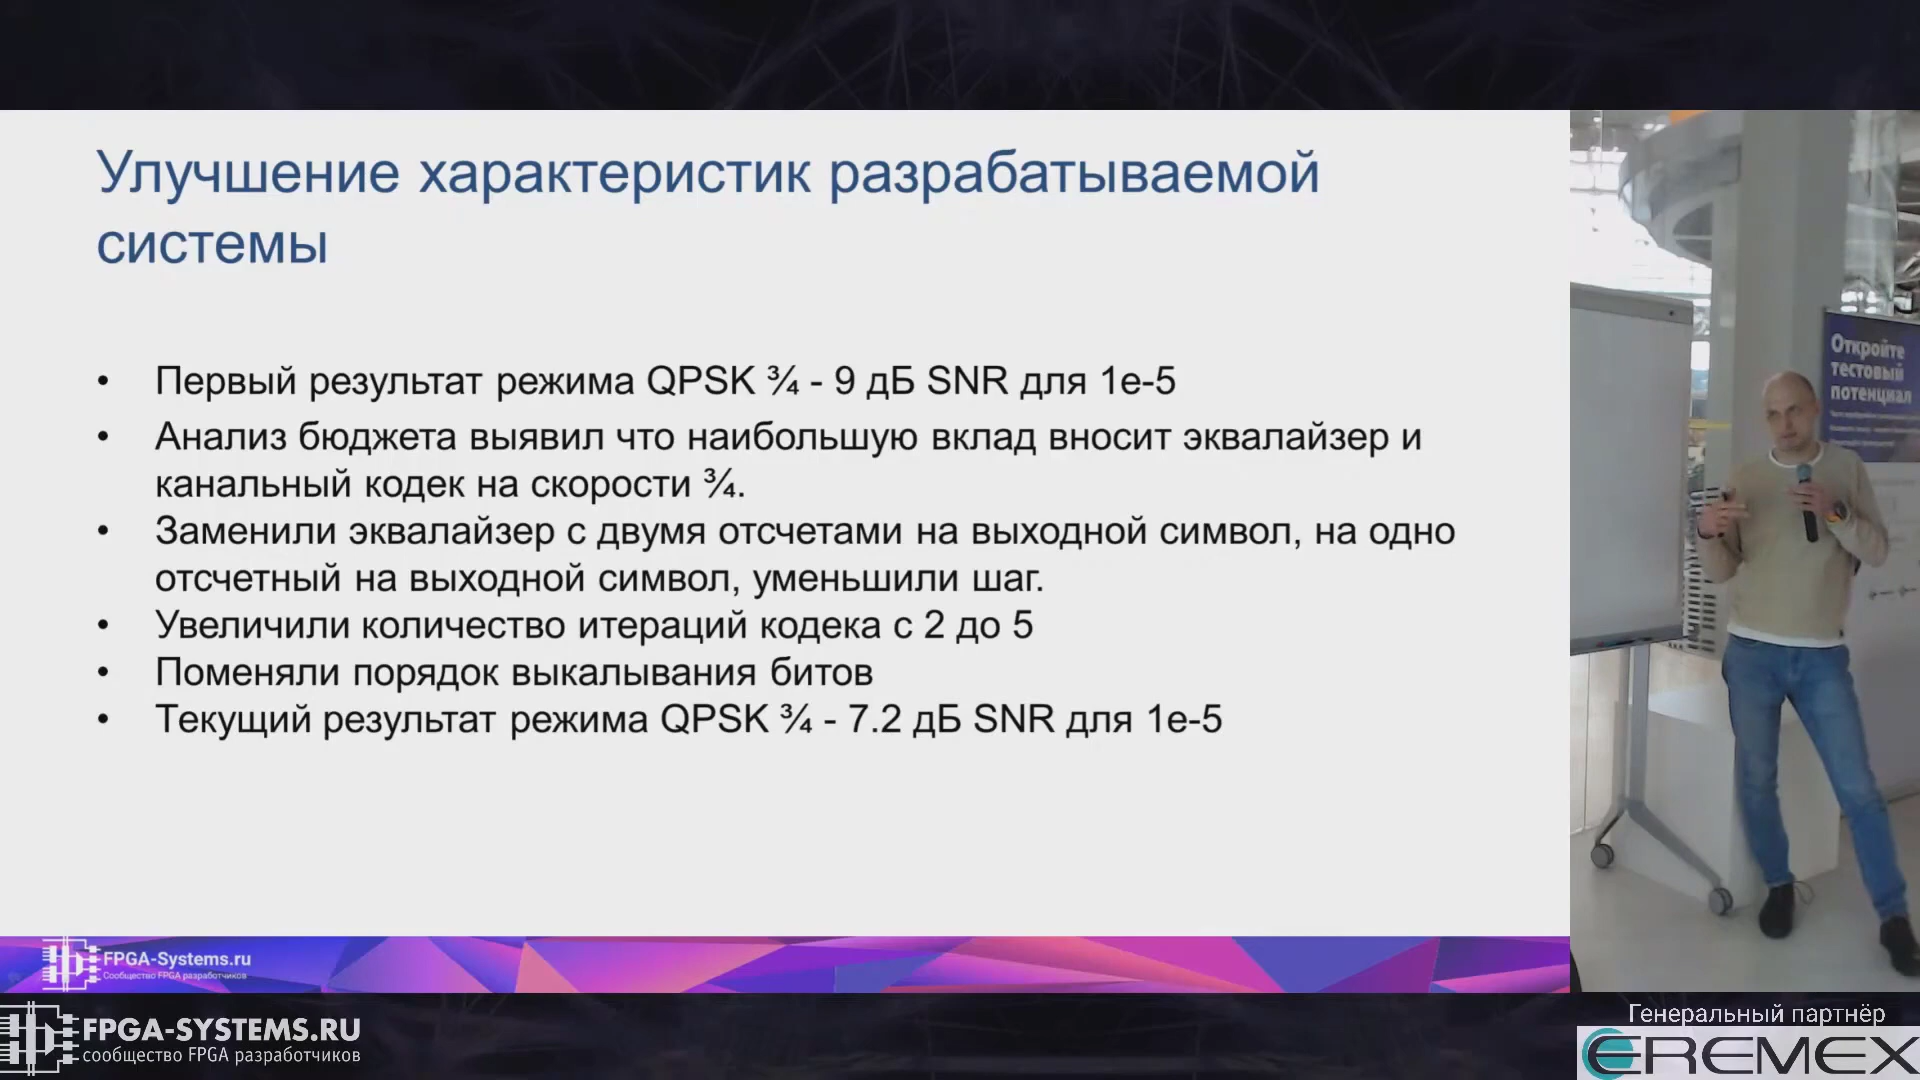 Улучшение характеристик разрабатываемой
системы
• Первый результат режима QPSK ¾ - 9 дБ SNR для 1e-5
• Анализ бюджета выявил что наибольшую вклад вносит эквалайзер и
канальный кодек на скорости ¾.
• Заменили эквалайзер с двумя отсчетами на выходной символ, на одно
отсчетный на выходной символ, уменьшили шаг.
• Увеличили количество итераций кодека с 2 до 5
• Поменяли порядок выкалывания битов
• Текущий результат режима QPSK ¾ - 7.2 дБ SNR для 1e-5
Откройте
тестовый
потенциал
FPGA-Systems.ru
Сообщество FPGA разработчиков
FPGA-SYSTEMS.RU
сообщество FPGA разработчиков
Генеральный партнёр
EREMEX